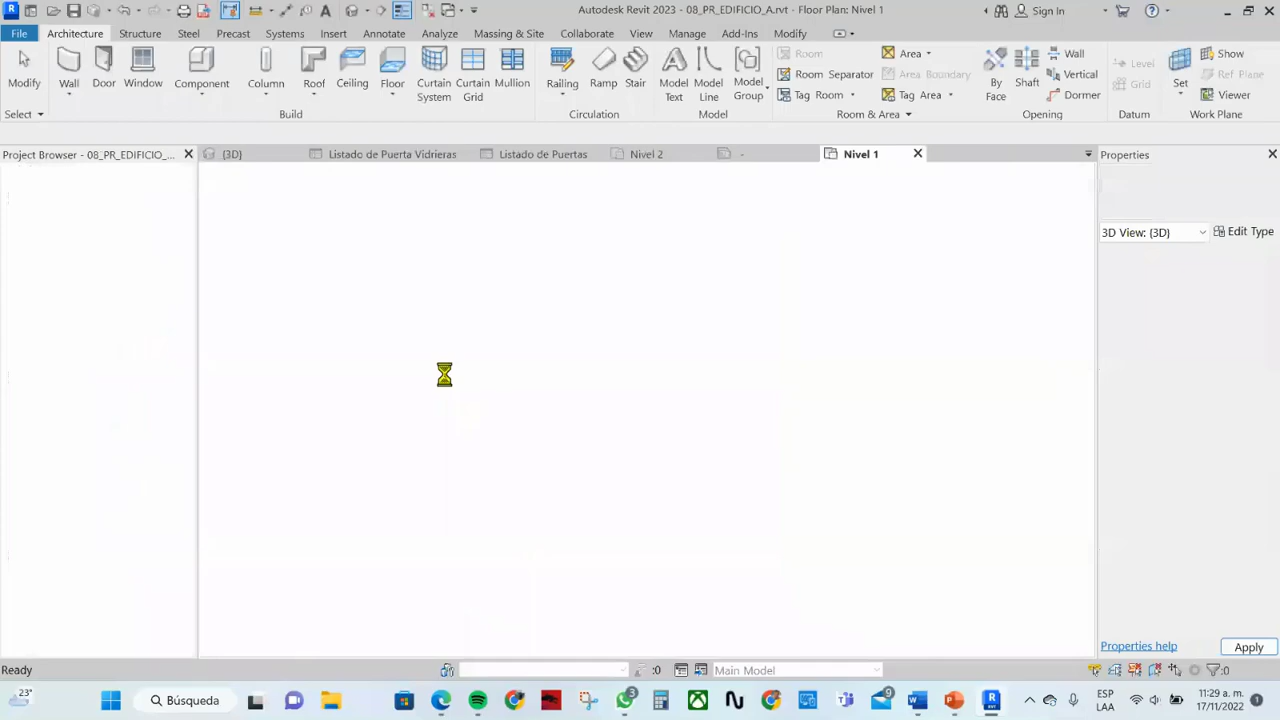 Autodesk Revit 2023 - 08_PR_EDIFICIO_A.rvt - Floor Plan: Nivel 1
Sign In
File Architecture Structure Steel Precast Systems Insert Annotate Analyze Massing & Site Collaborate View Manage Add-Ins Modify
Modify Wall Door Window Component Column Roof Ceiling Floor Curtain System Curtain Grid Mullion Railing Ramp Stair Model Text Model Line Model Group
Room Area
Room Separator Area Boundary
Tag Room Tag Area
By Face Shaft Wall
Vertical
Dormer
Level
Grid
Set Show
Ref Plane
Viewer
Select Build Circulation Model Room & Area Opening Datum Work Plane
Project Browser - 08_PR_EDIFICIO_...
{3D} Listado de Puerta Vidrieras Listado de Puertas Nivel 2 - Nivel 1
Properties
3D View: {3D} Edit Type
Properties help Apply
Ready :0 Main Model :0
23°
Búsqueda
3
9
ESP
LAA
11:29 a. m.
17/11/2022
1